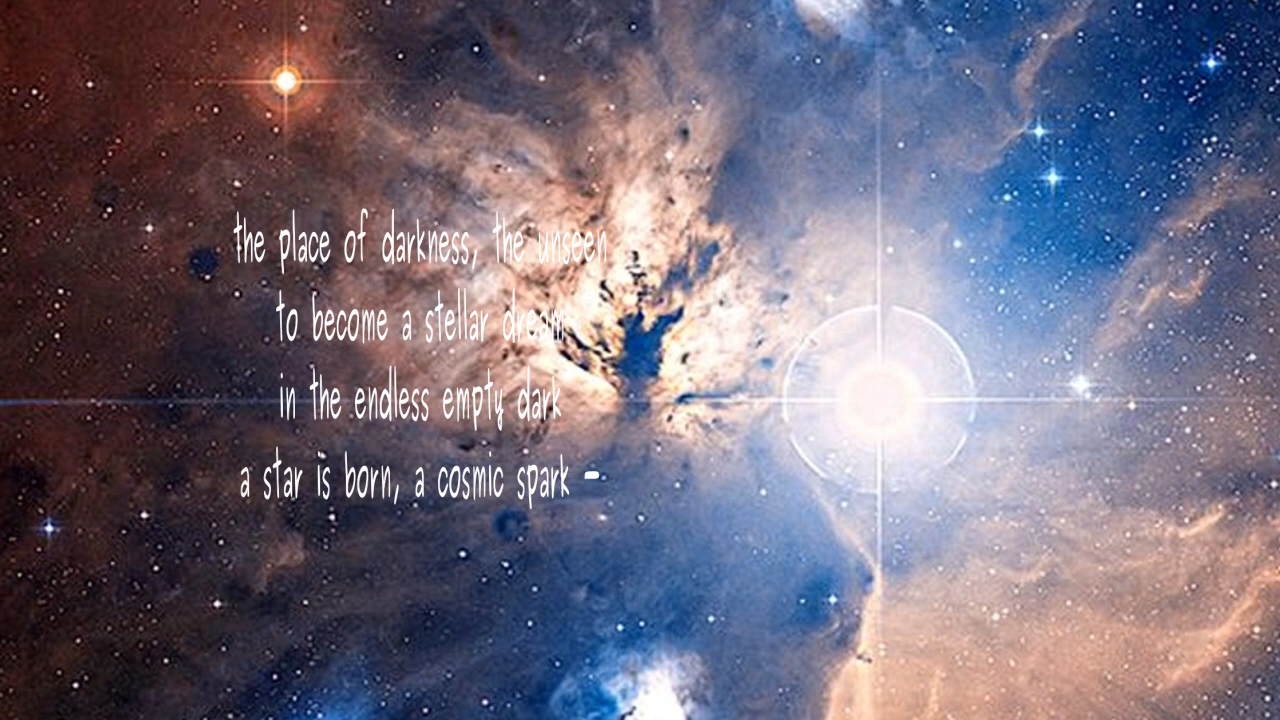 the place of darkness, the unseen
to become a stellar dream
in the endless empty dark
a star is born, a cosmic spark -